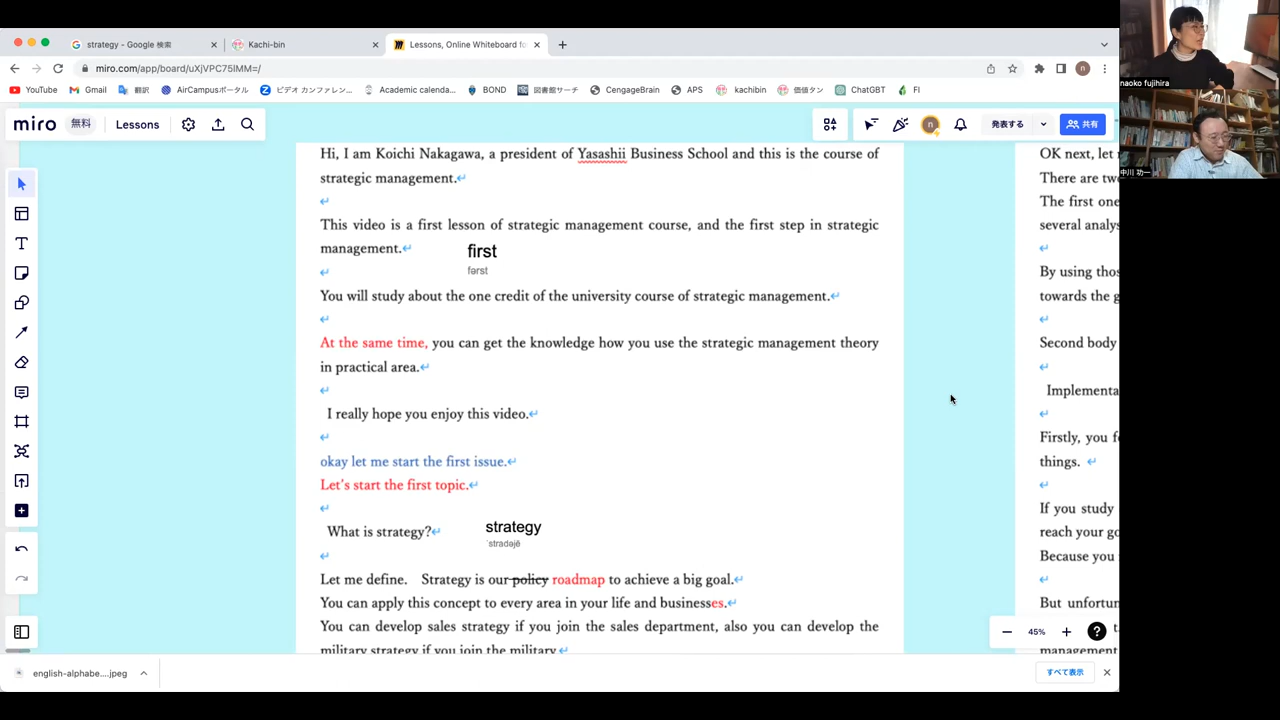 strategy - Google 検索
Kachi-bin
Lessons, Online Whiteboard fo
miro.com/app/board/uXjVPC75IMM=/
YouTube
Gmail
翻訳
AirCampusポータル
ビデオ カンファレン...
Academic calenda...
BOND
図書館サーチ
CengageBrain
APS
kachibin
価値タン
ChatGBT
FI
miro
無料
Lessons
n
発表する
共有
Hi, I am Koichi Nakagawa, a president of Yasashii Business School and this is the course of
strategic management.
This video is a first lesson of strategic management course, and the first step in strategic
management.
first
fərst
You will study about the one credit of the university course of strategic management.
At the same time, you can get the knowledge how you use the strategic management theory
in practical area.
I really hope you enjoy this video.
okay let me start the first issue.
Let's start the first topic.
What is strategy?
strategy
ˈstradəjē
Let me define. Strategy is our policy roadmap to achieve a big goal.
You can apply this concept to every area in your life and businesses.
You can develop sales strategy if you join the sales department, also you can develop the
military strategy if you join the military.
OK next, let
There are tw
The first one
several analys
By using thos
towards the g
Second body
Implementa
Firstly, you f
things.
If you study
reach your go
Because you
But unfortun
management
45%
english-alphabe....jpeg
すべて表示
naoko fujihira
中川 功一